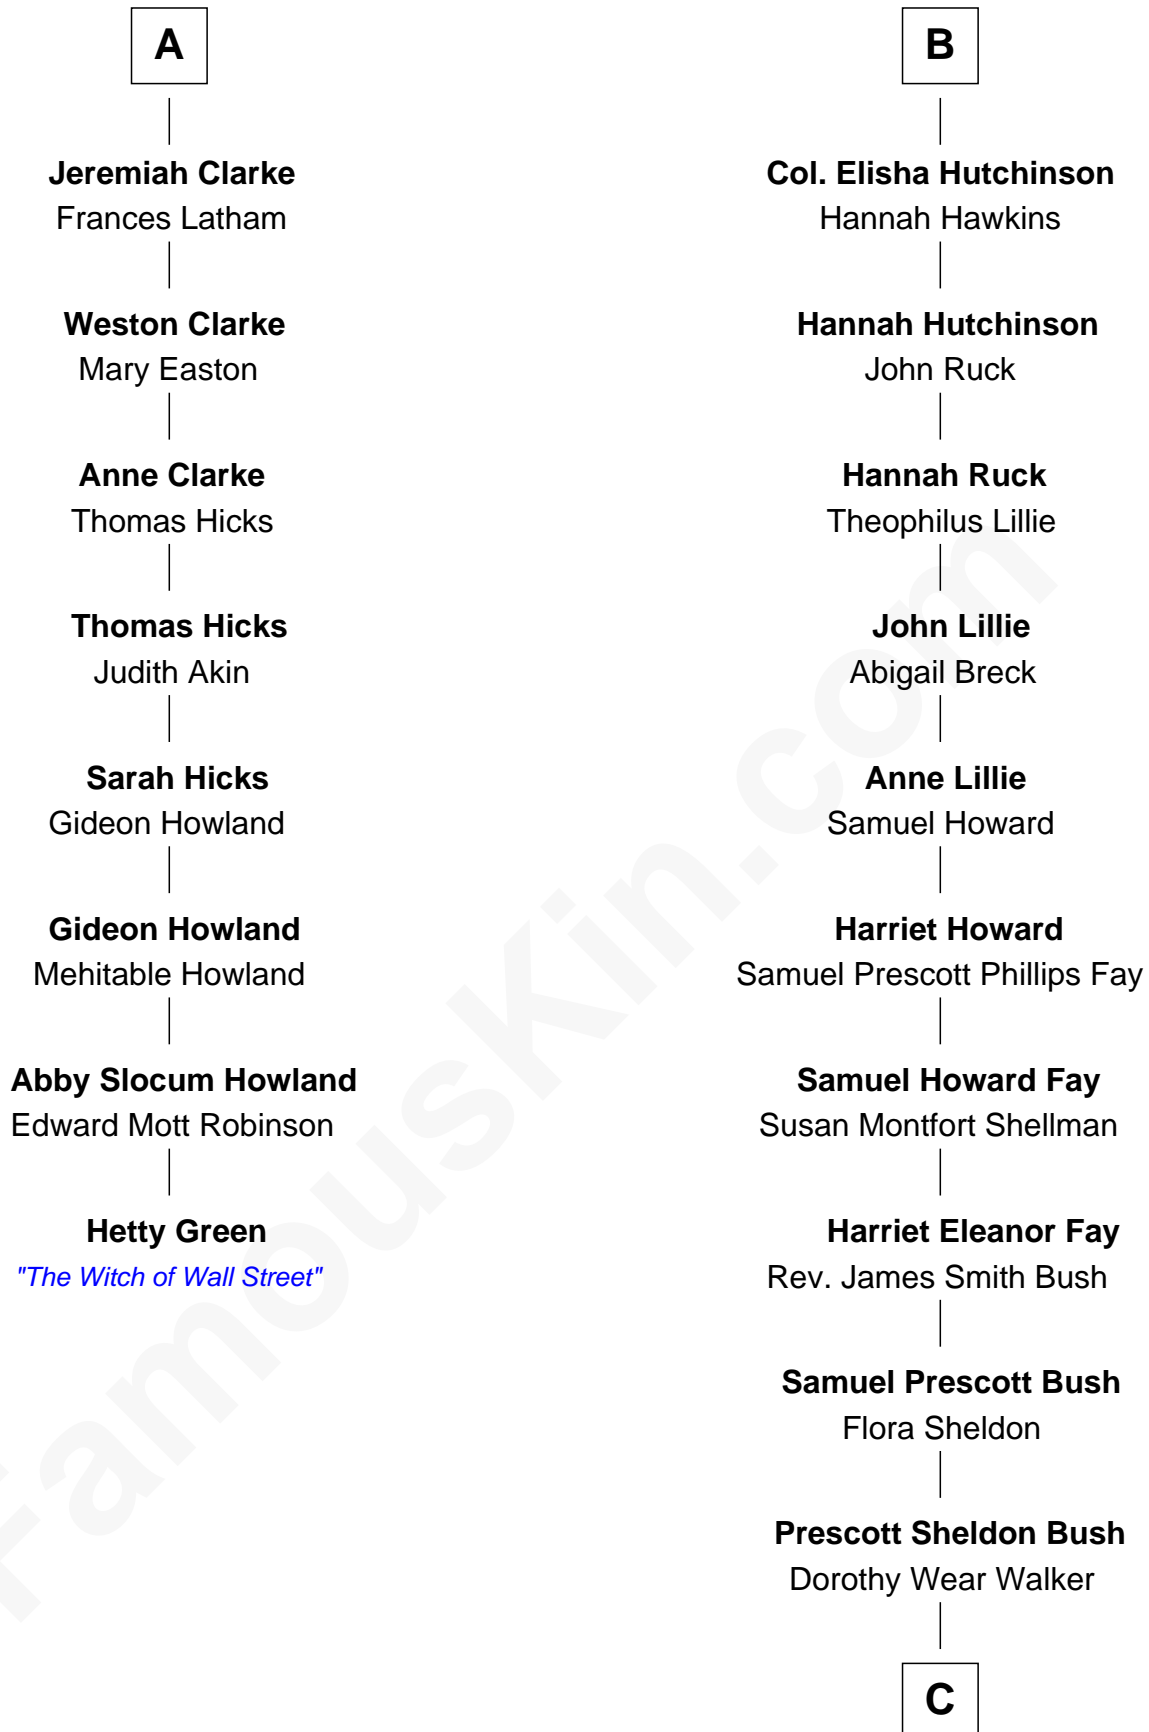 A
Jeremiah Clarke
Frances Latham
Weston Clarke
Mary Easton
Anne Clarke
Thomas Hicks
Thomas Hicks
Judith Akin
Sarah Hicks
Gideon Howland
Gideon Howland
Mehitable Howland
Abby Slocum Howland
Edward Mott Robinson
Hetty Green
"The Witch of Wall Street"
B
Col. Elisha Hutchinson
Hannah Hawkins
Hannah Hutchinson
John Ruck
Hannah Ruck
Theophilus Lillie
John Lillie
Abigail Breck
Anne Lillie
Samuel Howard
Harriet Howard
Samuel Prescott Phillips Fay
Samuel Howard Fay
Susan Montfort Shellman
Harriet Eleanor Fay
Rev. James Smith Bush
Samuel Prescott Bush
Flora Sheldon
Prescott Sheldon Bush
Dorothy Wear Walker
C
FamousKin.com